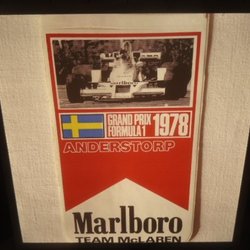 GRAND PRIX
FORMULA 1 1978
ANDERSTORP
Marlboro
TEAM McLAREN